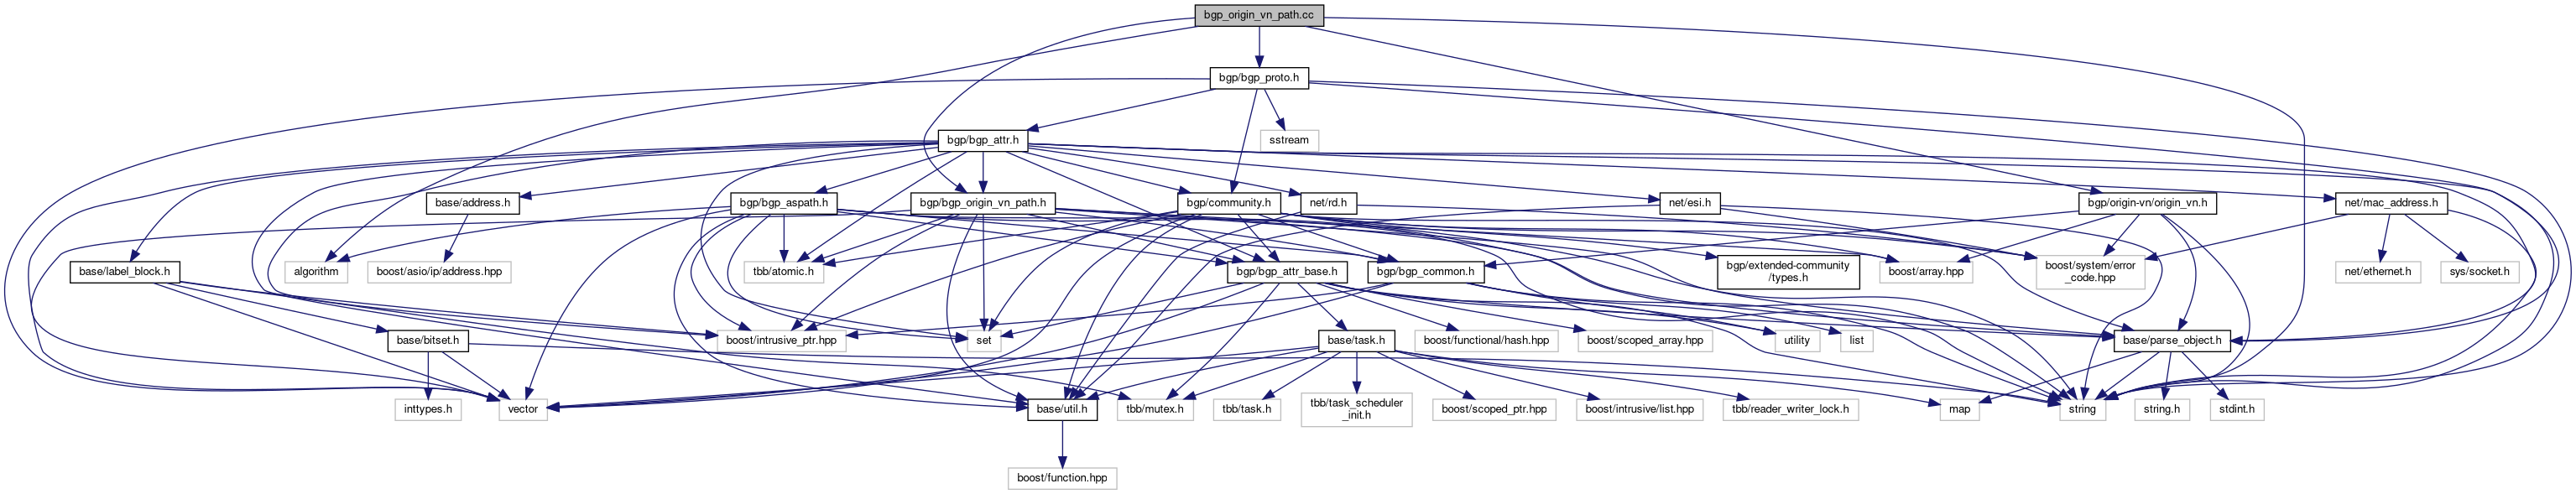 bgp_origin_vn_path.cc
bgp/bgp_proto.h
bgp/bgp_attr.h
sstream
base/address.h
bgp/bgp_aspath.h
bgp/bgp_origin_vn_path.h
bgp/community.h
net/rd.h
net/esi.h
bgp/origin-vn/origin_vn.h
net/mac_address.h
base/label_block.h
algorithm
boost/asio/ip/address.hpp
tbb/atomic.h
bgp/bgp_attr_base.h
bgp/bgp_common.h
bgp/extended-community
/types.h
boost/array.hpp
boost/system/error
_code.hpp
net/ethernet.h
sys/socket.h
base/bitset.h
boost/intrusive_ptr.hpp
set
base/task.h
boost/functional/hash.hpp
boost/scoped_array.hpp
utility
list
base/parse_object.h
inttypes.h
vector
base/util.h
tbb/mutex.h
tbb/task.h
tbb/task_scheduler
_init.h
boost/scoped_ptr.hpp
boost/intrusive/list.hpp
tbb/reader_writer_lock.h
map
string
string.h
stdint.h
boost/function.hpp